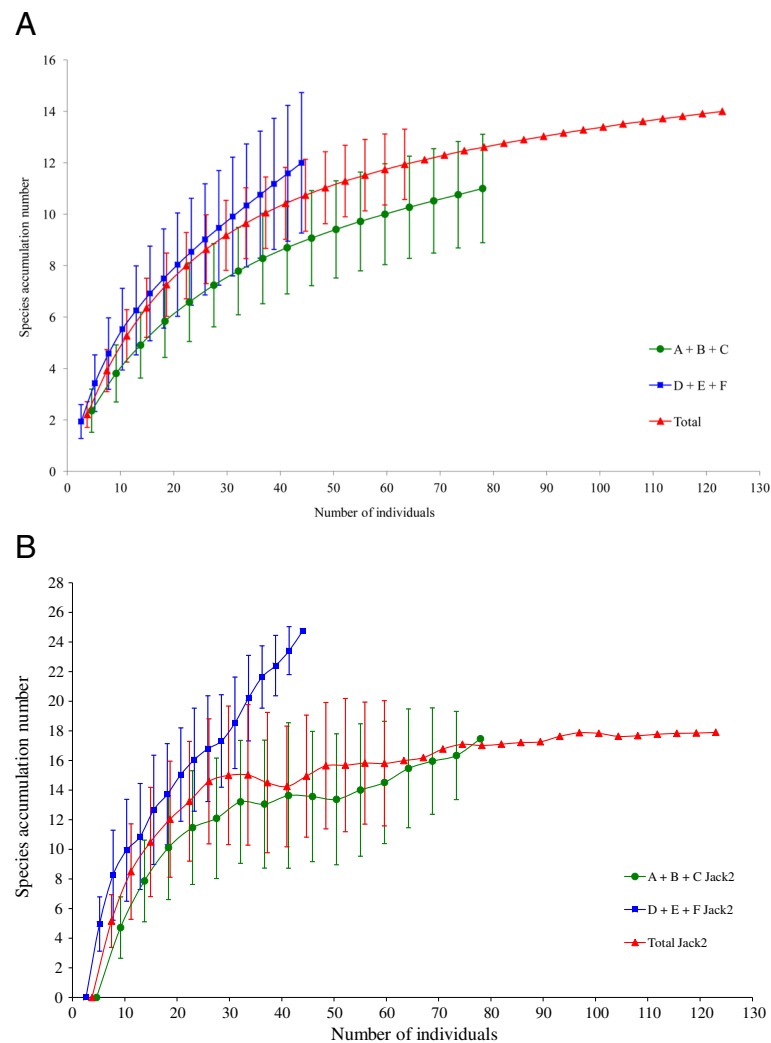 A
16
14
12
10
8
6
4
2
0
Species accumulation number
0 10 20 30 40 50 60 70 80 90 100 110 120 130
Number of individuals
A + B + C
D + E + F
Total
B
28
26
24
22
20
18
16
14
12
10
8
6
4
2
0
Species accumulation number
0 10 20 30 40 50 60 70 80 90 100 110 120 130
Number of individuals
A + B + C Jack2
D + E + F Jack2
Total Jack2